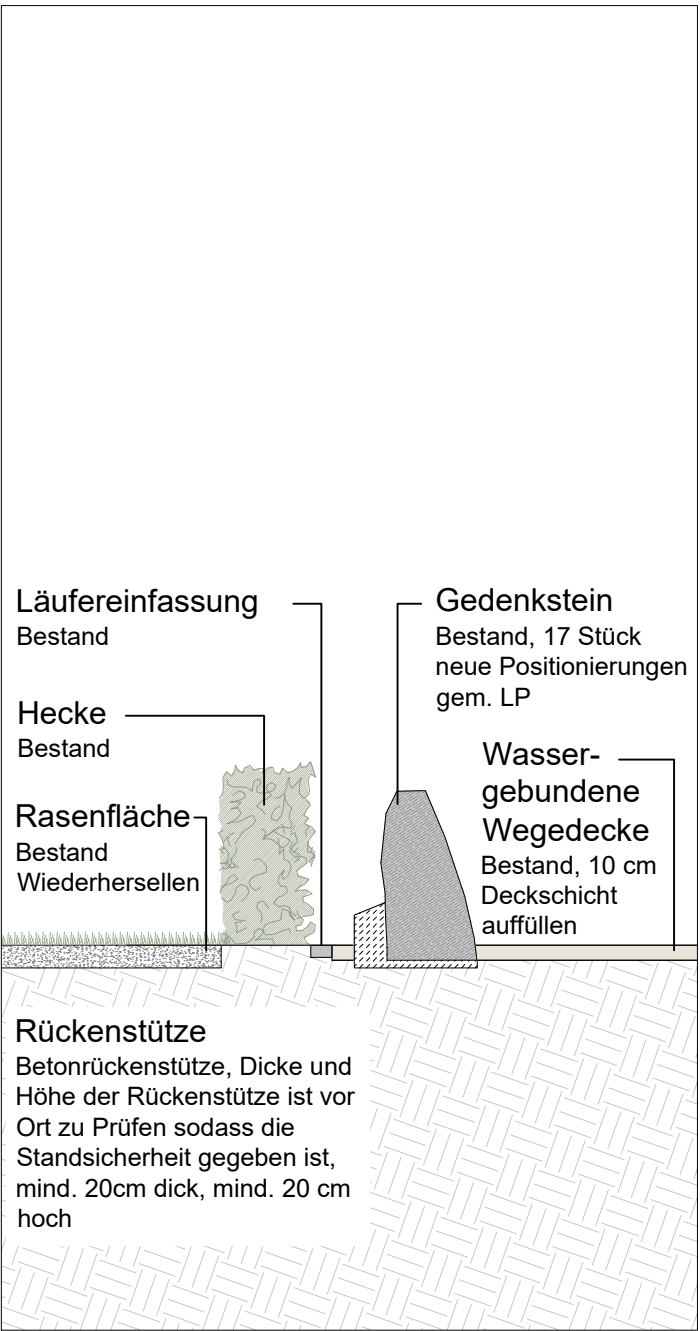 Läufereinfassung
Bestand
Gedenkstein
Bestand, 17 Stück
neue Positionierungen
gem. LP
Hecke
Bestand
Wasser-
gebundene
Wegedecke
Bestand, 10 cm
Deckschicht
auffüllen
Rasenfläche
Bestand
Wiederhersellen
Rückenstütze
Betonrückenstütze, Dicke und
Höhe der Rückenstütze ist vor
Ort zu Prüfen sodass die
Standsicherheit gegeben ist,
mind. 20cm dick, mind. 20 cm
hoch